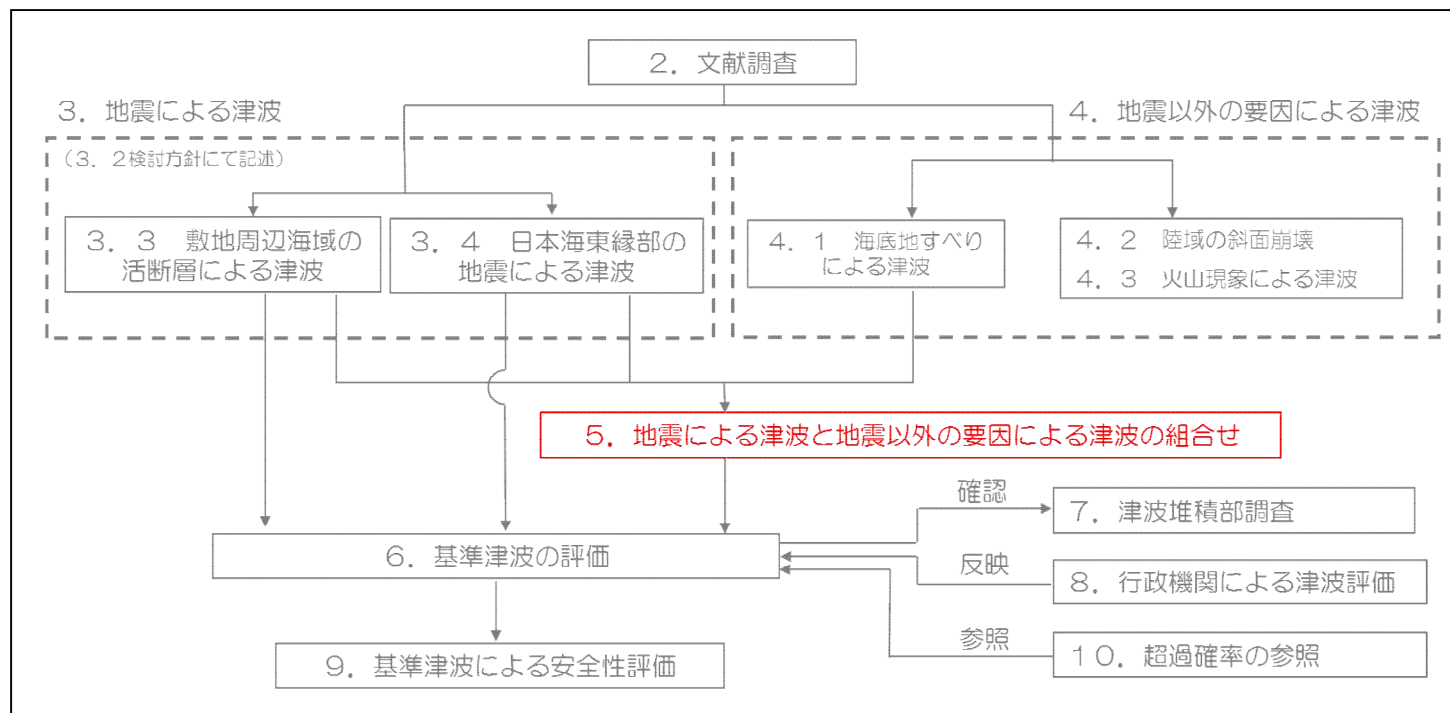 2．文献調査
3．地震による津波
4．地震以外の要因による津波
（3．2検討方針にて記述）
3．3　敷地周辺海域の
活断層による津波
3．4　日本海東縁部の
地震による津波
4．1　海底地すべり
による津波
4．2　陸域の斜面崩壊
4．3　火山現象による津波
5．地震による津波と地震以外の要因による津波の組合せ
確認
7．津波堆積部調査
6．基準津波の評価
反映
8．行政機関による津波評価
参照
10．超過確率の参照
9．基準津波による安全性評価